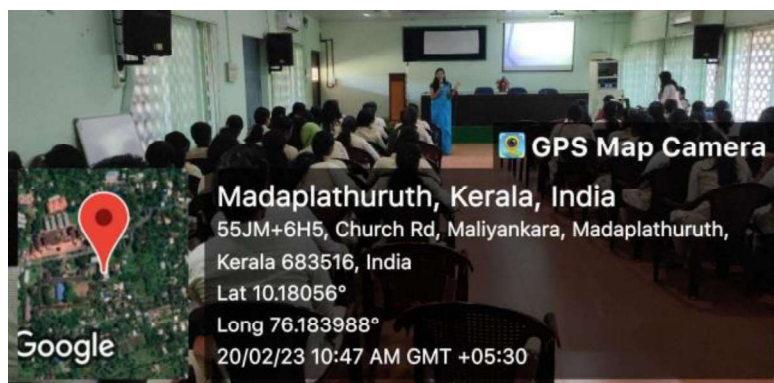 GPS Map Camera
Madaplathuruth, Kerala, India
55JM+6H5, Church Rd, Maliyankara, Madaplathuruth,
Kerala 683516, India
Lat 10.18056°
Long 76.183988°
20/02/23 10:47 AM GMT +05:30
Google